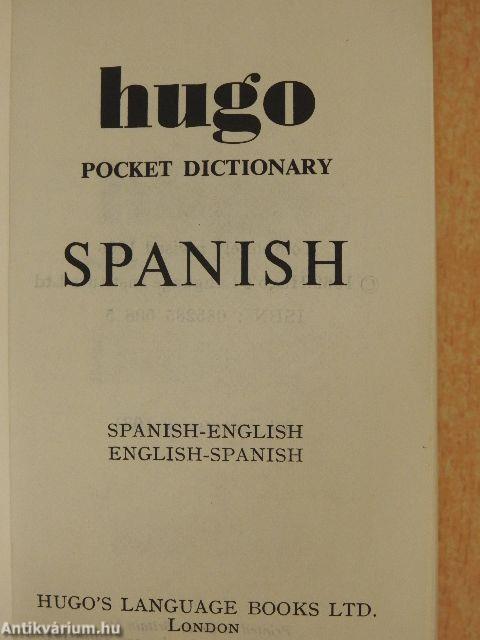 hugo
POCKET DICTIONARY
SPANISH
SPANISH-ENGLISH
ENGLISH-SPANISH
HUGO'S LANGUAGE BOOKS LTD.
LONDON
Antikvárium.hu